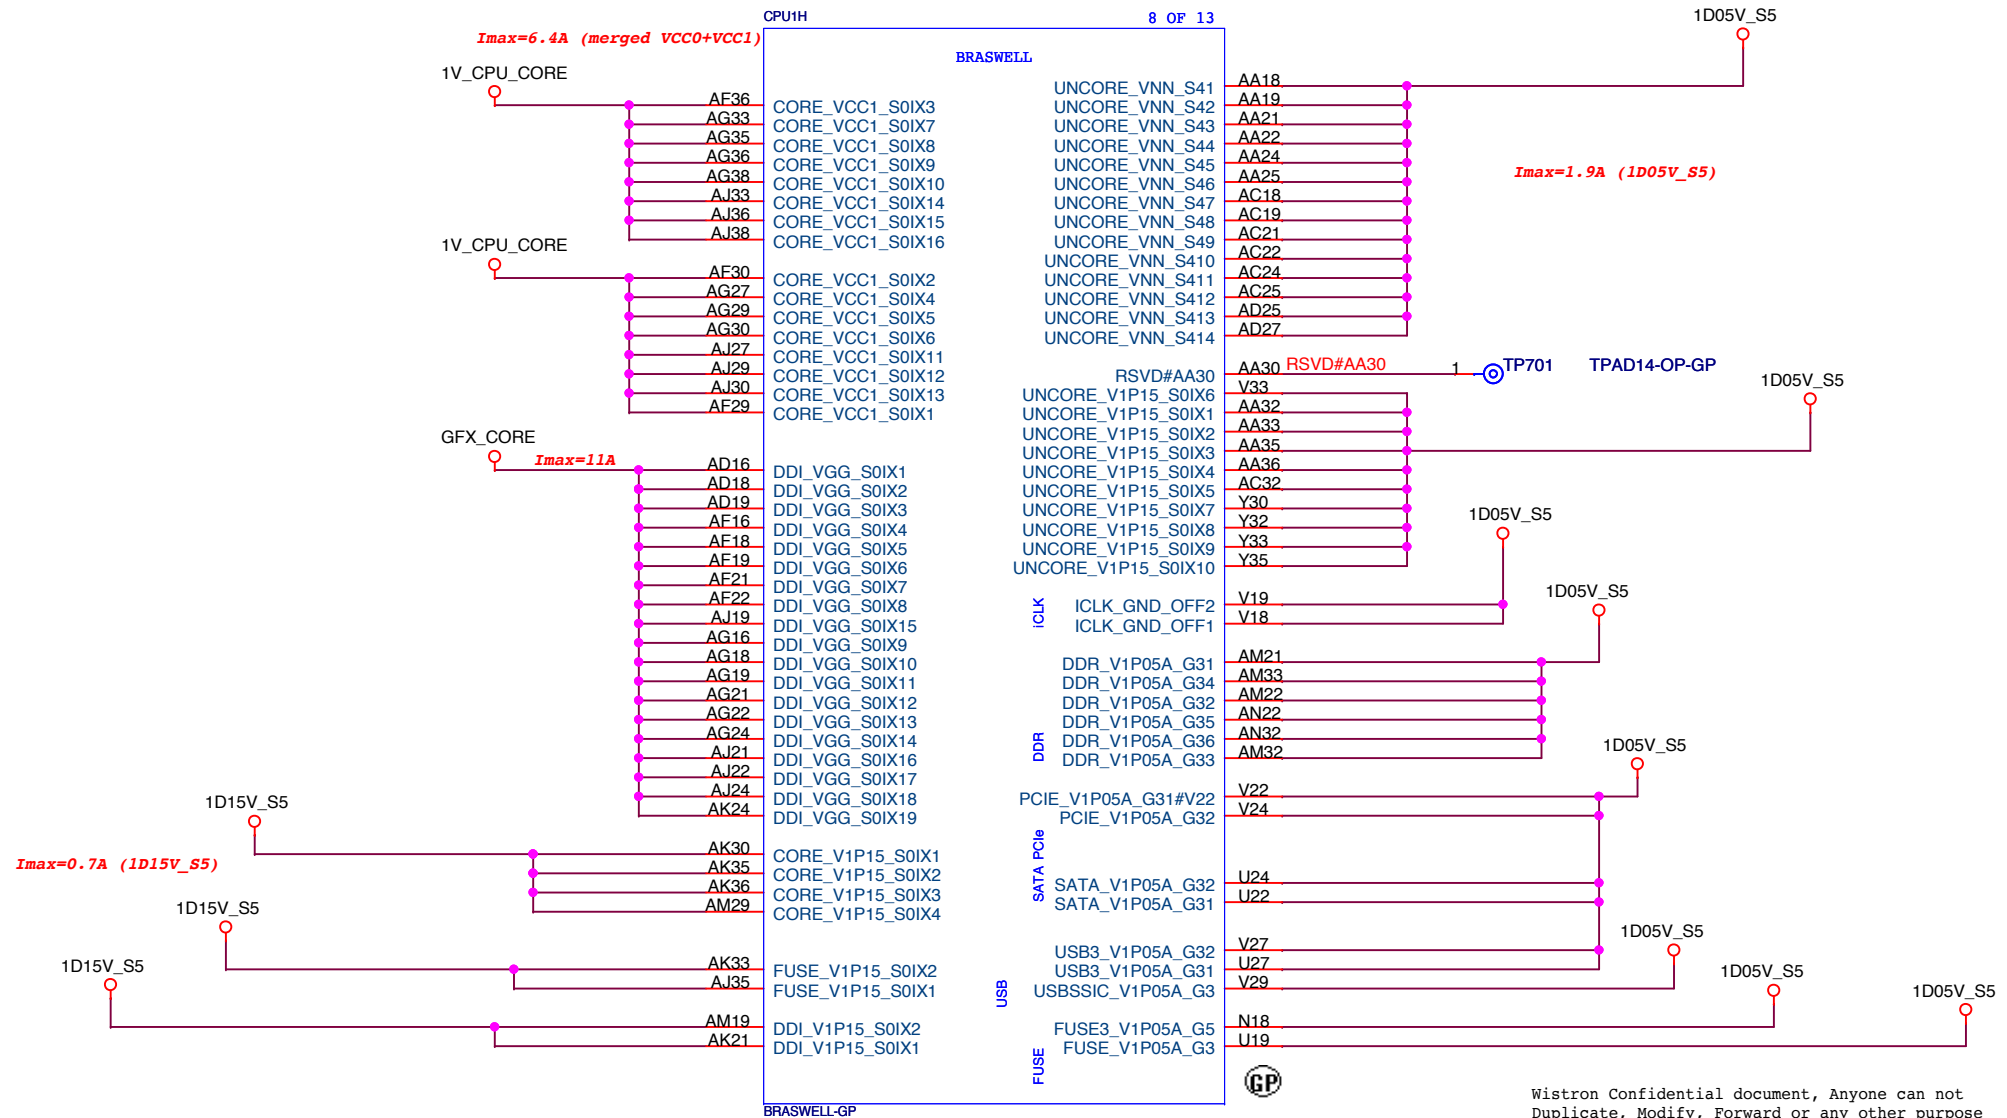 CPU1H
8 OF 13
BRASWELL
Imax=6.4A (merged VCC0+VCC1)
1V_CPU_CORE
AF36 CORE_VCC1_S0IX3
AG33 CORE_VCC1_S0IX7
AG35 CORE_VCC1_S0IX8
AG36 CORE_VCC1_S0IX9
AG38 CORE_VCC1_S0IX10
AJ33 CORE_VCC1_S0IX14
AJ36 CORE_VCC1_S0IX15
AJ38 CORE_VCC1_S0IX16
1V_CPU_CORE
AF30 CORE_VCC1_S0IX2
AG27 CORE_VCC1_S0IX4
AG29 CORE_VCC1_S0IX5
AG30 CORE_VCC1_S0IX6
AJ27 CORE_VCC1_S0IX11
AJ29 CORE_VCC1_S0IX12
AJ30 CORE_VCC1_S0IX13
AF29 CORE_VCC1_S0IX1
GFX_CORE
Imax=11A
AD16 DDI_VGG_S0IX1
AD18 DDI_VGG_S0IX2
AD19 DDI_VGG_S0IX3
AF16 DDI_VGG_S0IX4
AF18 DDI_VGG_S0IX5
AF19 DDI_VGG_S0IX6
AF21 DDI_VGG_S0IX7
AF22 DDI_VGG_S0IX8
AJ19 DDI_VGG_S0IX15
AG16 DDI_VGG_S0IX9
AG18 DDI_VGG_S0IX10
AG19 DDI_VGG_S0IX11
AG21 DDI_VGG_S0IX12
AG22 DDI_VGG_S0IX13
AG24 DDI_VGG_S0IX14
AJ21 DDI_VGG_S0IX16
AJ22 DDI_VGG_S0IX17
AJ24 DDI_VGG_S0IX18
AK24 DDI_VGG_S0IX19
1D15V_S5
Imax=0.7A (1D15V_S5)
AK30 CORE_V1P15_S0IX1
AK35 CORE_V1P15_S0IX2
AK36 CORE_V1P15_S0IX3
AM29 CORE_V1P15_S0IX4
1D15V_S5
AK33 FUSE_V1P15_S0IX2
AJ35 FUSE_V1P15_S0IX1
1D15V_S5
AM19 DDI_V1P15_S0IX2
AK21 DDI_V1P15_S0IX1
1D05V_S5
UNCORE_VNN_S41 AA18
UNCORE_VNN_S42 AA19
UNCORE_VNN_S43 AA21
UNCORE_VNN_S44 AA22
UNCORE_VNN_S45 AA24
UNCORE_VNN_S46 AA25
UNCORE_VNN_S47 AC18
UNCORE_VNN_S48 AC19
UNCORE_VNN_S49 AC21
UNCORE_VNN_S410 AC22
UNCORE_VNN_S411 AC24
UNCORE_VNN_S412 AC25
UNCORE_VNN_S413 AD25
UNCORE_VNN_S414 AD27
Imax=1.9A (1D05V_S5)
RSVD#AA30 AA30 RSVD#AA30 1 TP701 TPAD14-OP-GP
1D05V_S5
UNCORE_V1P15_S0IX6 V33
UNCORE_V1P15_S0IX1 AA32
UNCORE_V1P15_S0IX2 AA33
UNCORE_V1P15_S0IX3 AA35
UNCORE_V1P15_S0IX4 AA36
UNCORE_V1P15_S0IX5 AC32
UNCORE_V1P15_S0IX7 Y30
UNCORE_V1P15_S0IX8 Y32
UNCORE_V1P15_S0IX9 Y33
UNCORE_V1P15_S0IX10 Y35
1D05V_S5
iCLK
ICLK_GND_OFF2 V19
ICLK_GND_OFF1 V18
1D05V_S5
DDR
DDR_V1P05A_G31 AM21
DDR_V1P05A_G34 AM33
DDR_V1P05A_G32 AM22
DDR_V1P05A_G35 AN22
DDR_V1P05A_G36 AN32
DDR_V1P05A_G33 AM32
1D05V_S5
SATA PCIe
PCIE_V1P05A_G31#V22 V22
PCIE_V1P05A_G32 V24
SATA_V1P05A_G32 U24
SATA_V1P05A_G31 U22
USB
USB3_V1P05A_G32 V27
USB3_V1P05A_G31 U27
USBSSIC_V1P05A_G3 V29
1D05V_S5
FUSE
FUSE3_V1P05A_G5 N18
1D05V_S5
FUSE_V1P05A_G3 U19
1D05V_S5
GP
BRASWELL-GP
Wistron Confidential document, Anyone can not
Duplicate, Modify, Forward or any other purpose